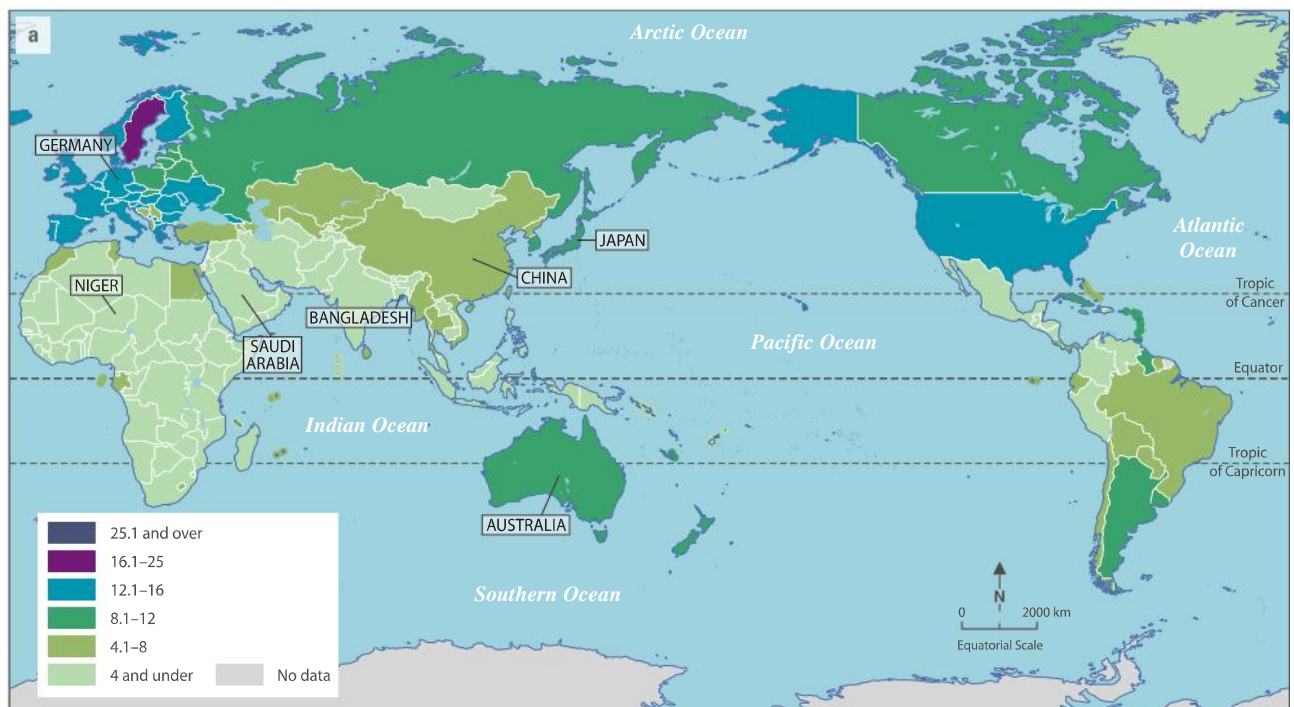 a
Arctic Ocean
GERMANY
Atlantic
Ocean
JAPAN
CHINA
NIGER
Tropic
of Cancer
BANGLADESH
SAUDI
ARABIA
Pacific Ocean
Equator
Indian Ocean
Tropic
of Capricorn
AUSTRALIA
25.1 and over
16.1–25
12.1–16
8.1–12
4.1–8
4 and under
No data
Southern Ocean
N
0 2000 km
Equatorial Scale